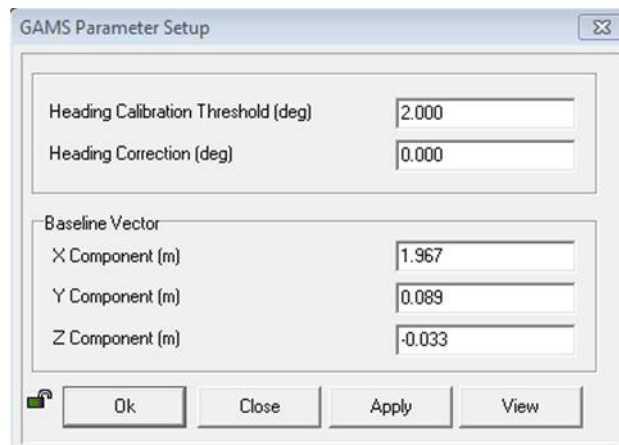 GAMS Parameter Setup
Heading Calibration Threshold (deg) 2.000
Heading Correction (deg) 0.000
Baseline Vector
X Component (m) 1.967
Y Component (m) 0.089
Z Component (m) -0.033
Ok Close Apply View